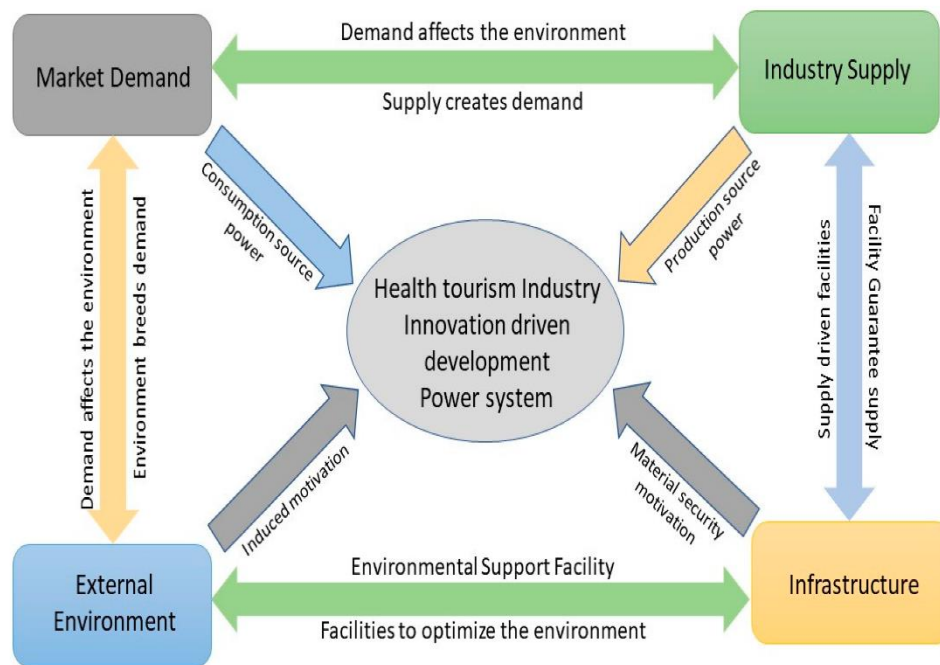 Demand affects the environment
Market Demand
Industry Supply
Supply creates demand
Consumption source
power
Production source
power
Demand affects the environment
Environment breeds demand
Health tourism Industry
Innovation driven
development
Power system
Supply driven facilities
Facility Guarantee supply
Induced motivation
Material security
motivation
External
Environment
Environmental Support Facility
Infrastructure
Facilities to optimize the environment